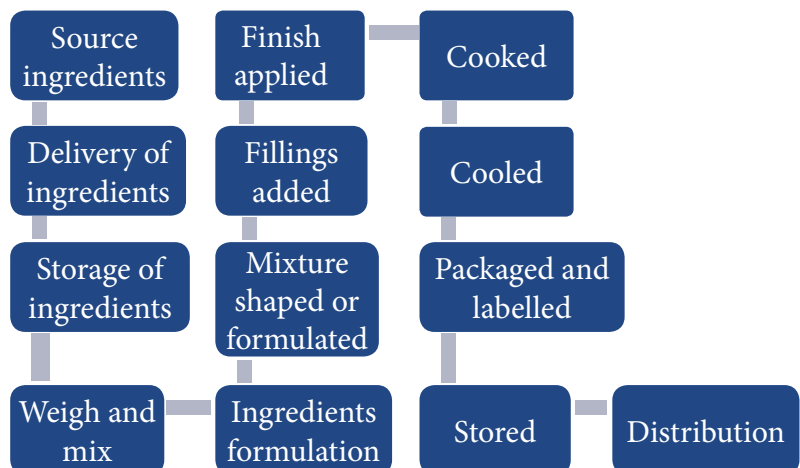 Source
ingredients
Delivery of
ingredients
Storage of
ingredients
Weigh and
mix
Ingredients
formulation
Mixture
shaped or
formulated
Fillings
added
Finish
applied
Cooked
Cooled
Packaged and
labelled
Stored
Distribution